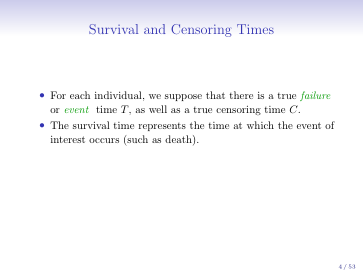 Survival and Censoring Times
• For each individual, we suppose that there is a true failure
or event time T, as well as a true censoring time C.
• The survival time represents the time at which the event of
interest occurs (such as death).
4 / 53